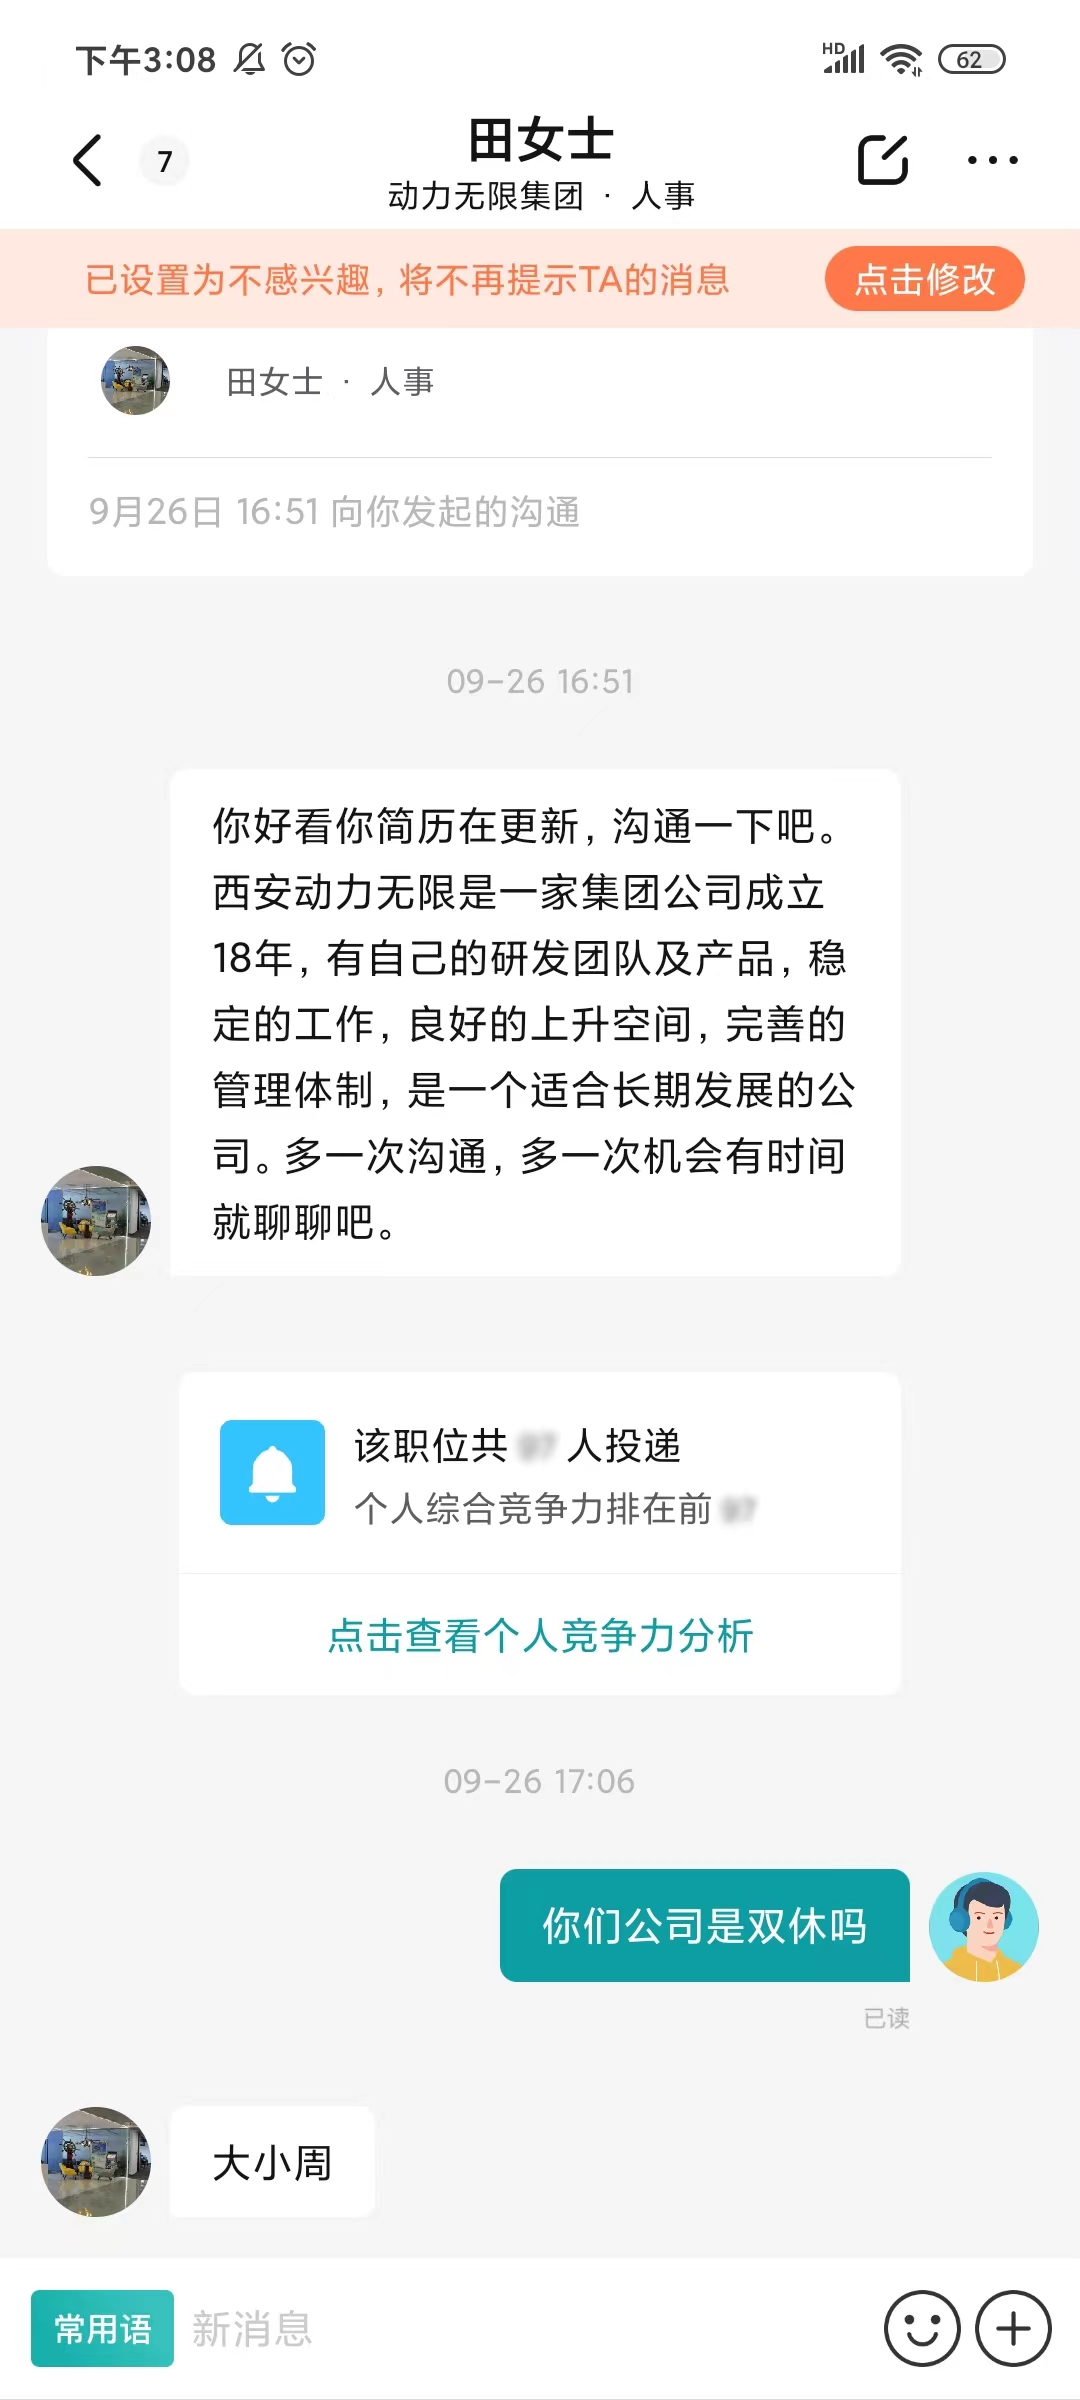 下午3:08
HD
62
7
田女士
动力无限集团 · 人事
已设置为不感兴趣，将不再提示TA的消息
点击修改
田女士 · 人事
9月26日 16:51 向你发起的沟通
09-26 16:51
你好看你简历在更新，沟通一下吧。
西安动力无限是一家集团公司成立
18年，有自己的研发团队及产品，稳
定的工作，良好的上升空间，完善的
管理体制，是一个适合长期发展的公
司。多一次沟通，多一次机会有时间
就聊聊吧。
该职位共 人投递
个人综合竞争力排在前
点击查看个人竞争力分析
09-26 17:06
你们公司是双休吗
已读
大小周
常用语
新消息